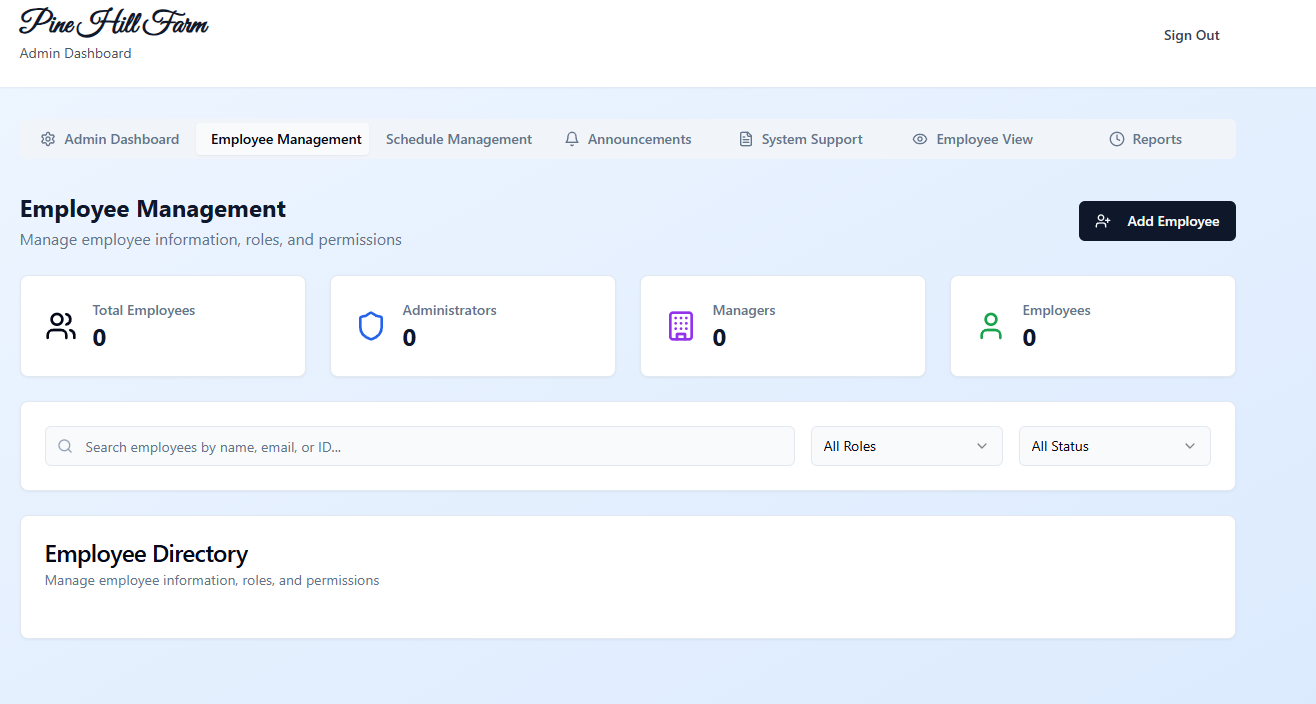 Pine Hill Farm
Admin Dashboard
Sign Out
Admin Dashboard
Employee Management
Schedule Management
Announcements
System Support
Employee View
Reports
Employee Management
Manage employee information, roles, and permissions
Add Employee
Total Employees
0
Administrators
0
Managers
0
Employees
0
Search employees by name, email, or ID...
All Roles
All Status
Employee Directory
Manage employee information, roles, and permissions